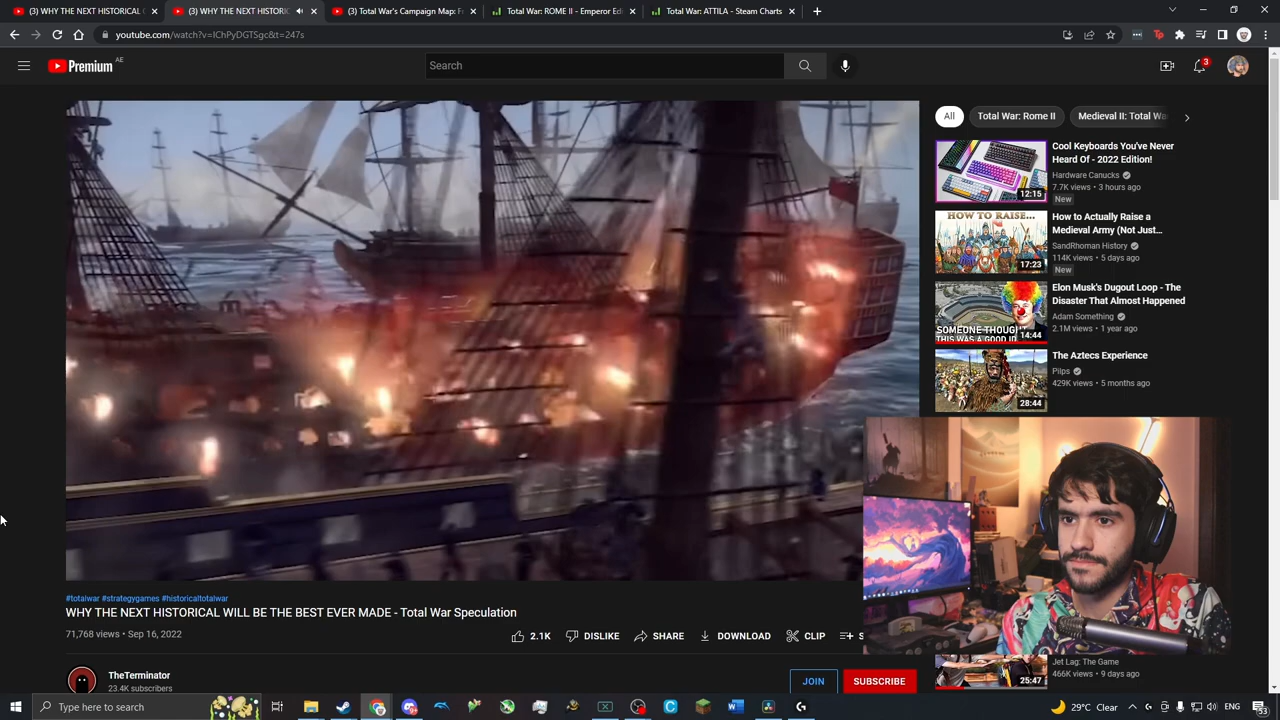 (3) WHY THE NEXT HISTORICAL
(3) WHY THE NEXT HISTORIC
(3) Total War's Campaign Map F
Total War: ROME II - Emperor Ed
Total War: ATTILA - Steam Charts
youtube.com/watch?v=IChPyDGTSgc&t=247s
Premium AE
Search
3
All
Total War: Rome II
Medieval II: Total Wa
Cool Keyboards You've Never
Heard Of - 2022 Edition!
Hardware Canucks
7.7K views • 3 hours ago
New
12:15
HOW TO RAISE...
17:23
How to Actually Raise a
Medieval Army (Not Just...
SandRhoman History
114K views • 5 days ago
New
SOMEONE THOUGHT
THIS WAS A GOOD ID
14:44
Elon Musk's Dugout Loop - The
Disaster That Almost Happened
Adam Something
2.1M views • 1 year ago
28:44
The Aztecs Experience
Pilps
429K views • 5 months ago
#totalwar #strategygames #historicaltotalwar
WHY THE NEXT HISTORICAL WILL BE THE BEST EVER MADE - Total War Speculation
71,768 views • Sep 16, 2022
2.1K
DISLIKE
SHARE
DOWNLOAD
CLIP
S
25:47
Jet Lag: The Game
466K views • 9 days ago
TheTerminator
23.4K subscribers
JOIN
SUBSCRIBE
Type here to search
29°C Clear
ENG